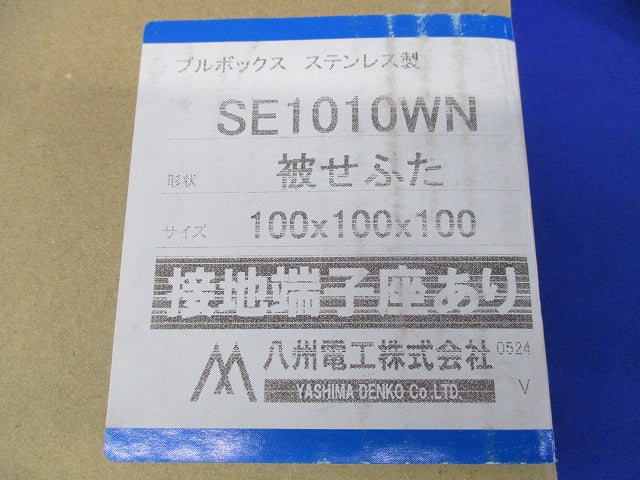 プルボックス ステンレス製
SE1010WN
形状 被せふた
サイズ 100x100x100
接地端子座あり
八州電工株式会社 0524
YASHIMA DENKO Co.LTD. V